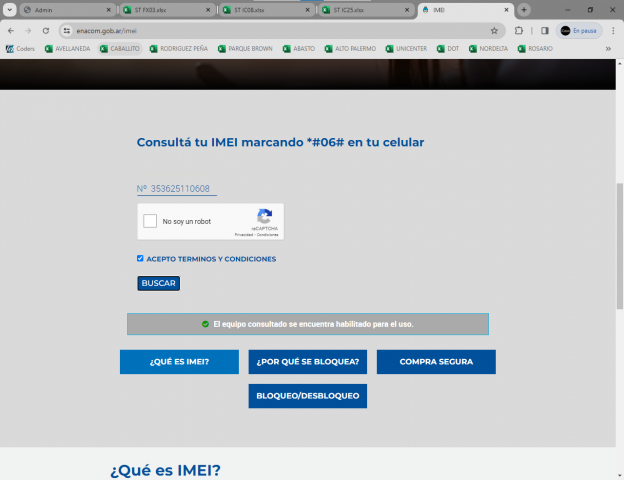 Admin
ST FX03.xlsx
ST IC08.xlsx
ST IC25.xlsx
IMEI
enacom.gob.ar/imei
En pausa
Coders
AVELLANEDA
CABALLITO
RODRIGUEZ PEÑA
PARQUE BROWN
ABASTO
ALTO PALERMO
UNICENTER
DOT
NORDELTA
ROSARIO
Consultá tu IMEI marcando *#06# en tu celular
Nº 353625110608
No soy un robot
reCAPTCHA
Privacidad - Condiciones
ACEPTO TERMINOS Y CONDICIONES
BUSCAR
El equipo consultado se encuentra habilitado para el uso.
¿QUÉ ES IMEI?
¿POR QUÉ SE BLOQUEA?
COMPRA SEGURA
BLOQUEO/DESBLOQUEO
¿Qué es IMEI?